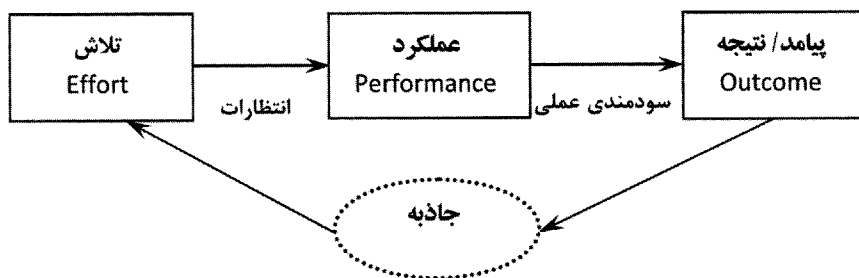 تلاش
Effort
عملکرد
Performance
پیامد/ نتیجه
Outcome
انتظارات
سودمندی عملی
جاذبه